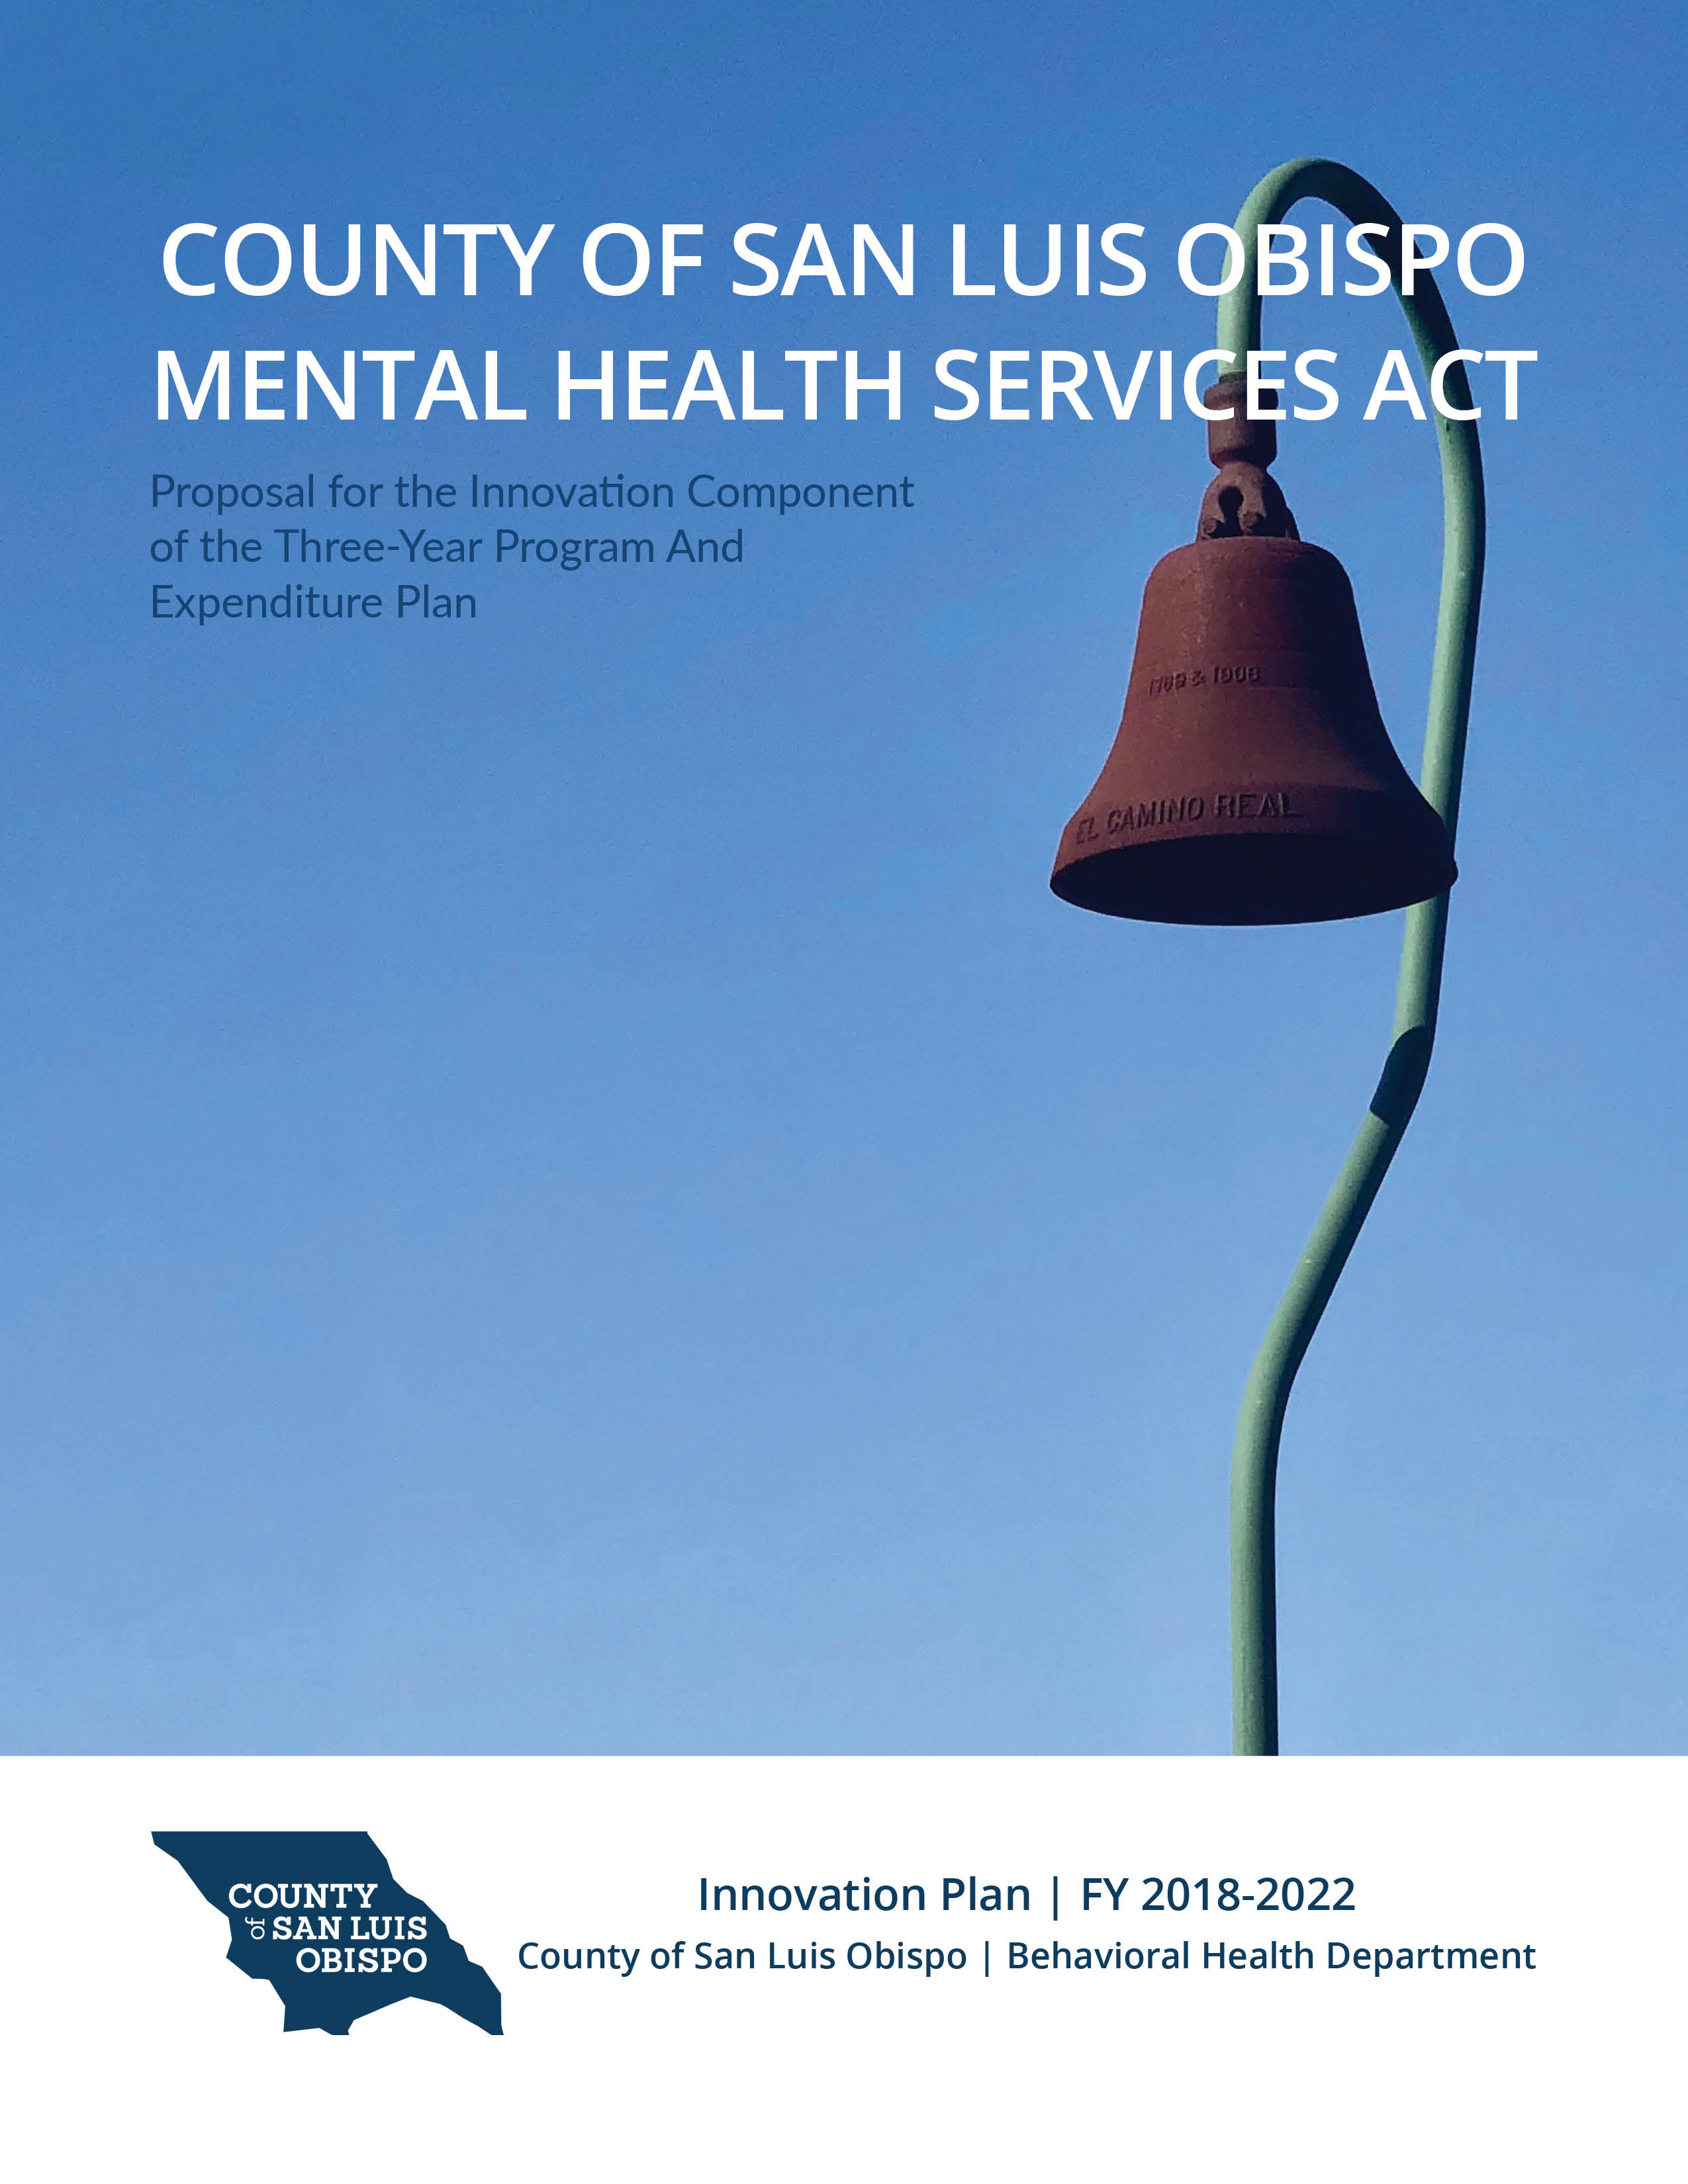 COUNTY OF SAN LUIS OBISPO
MENTAL HEALTH SERVICES ACT
Proposal for the Innovation Component
of the Three-Year Program And
Expenditure Plan
1769 & 1906
EL CAMINO REAL
COUNTY
OF SAN LUIS
OBISPO
Innovation Plan | FY 2018-2022
County of San Luis Obispo | Behavioral Health Department